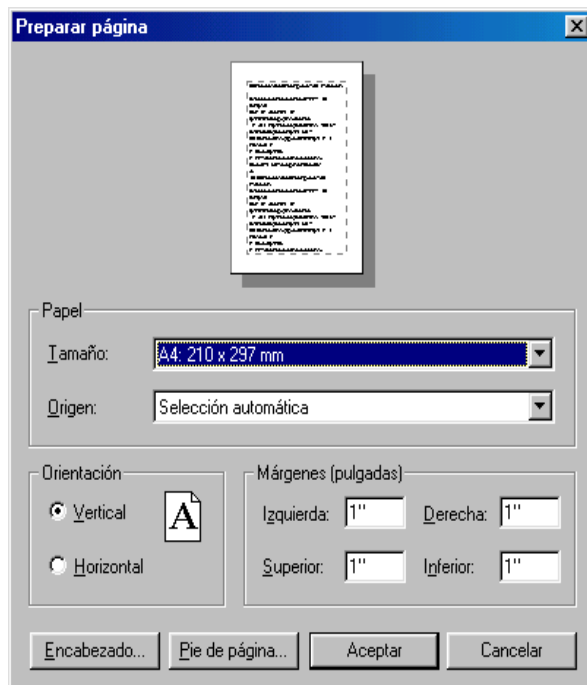 Preparar página
Papel
Tamaño: A4: 210 x 297 mm
Origen: Selección automática
Orientación
Vertical
A
Horizontal
Márgenes (pulgadas)
Izquierda: 1" Derecha: 1"
Superior: 1" Inferior: 1"
Encabezado... Pie de página... Aceptar Cancelar